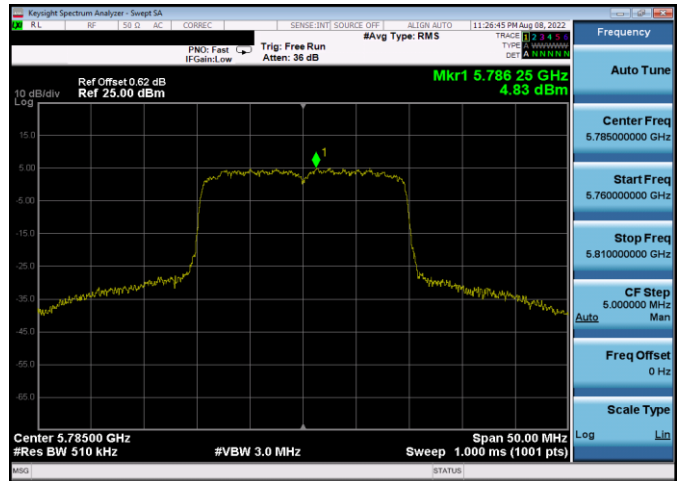 Keysight Spectrum Analyzer - Swept SA
RL RF 50 Ω AC CORREC SENSE:INT SOURCE OFF ALIGN AUTO 11:26:45 PM Aug 08, 2022
Frequency
#Avg Type: RMS TRACE 1 2 3 4 5 6
PNO: Fast Trig: Free Run TYPE A WWWWW
IFGain:Low Atten: 36 dB DET A N N N N N
Auto Tune
Mkr1 5.786 25 GHz
Ref Offset 0.62 dB
10 dB/div Ref 25.00 dBm 4.83 dBm
Log
Center Freq
5.785000000 GHz
15.0
1
5.00
Start Freq
5.760000000 GHz
-5.00
-15.0
Stop Freq
5.810000000 GHz
-25.0
CF Step
5.000000 MHz
Auto Man
-35.0
-45.0
Freq Offset
0 Hz
-55.0
-65.0
Scale Type
Log Lin
Center 5.78500 GHz Span 50.00 MHz
#Res BW 510 kHz #VBW 3.0 MHz Sweep 1.000 ms (1001 pts)
MSG STATUS